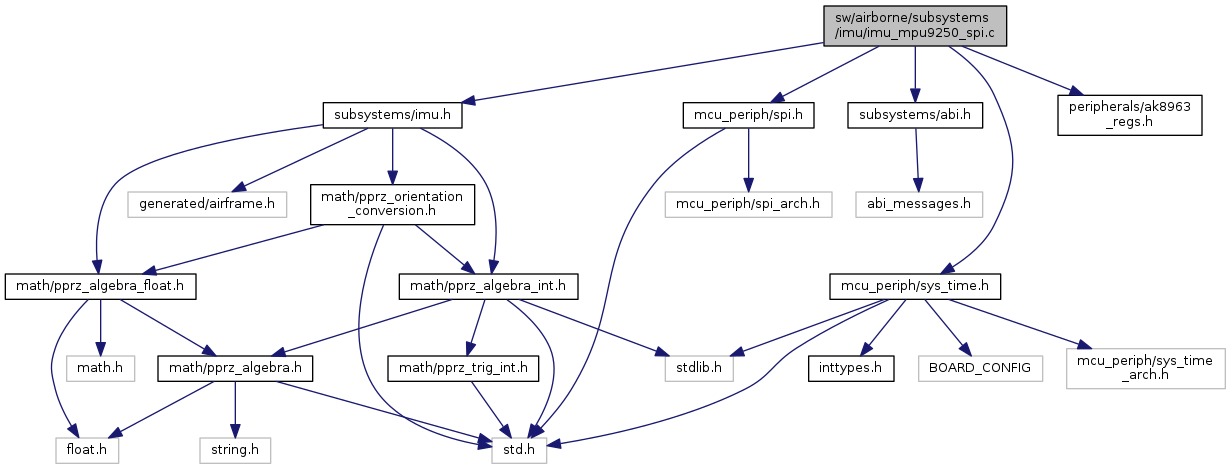 sw/airborne/subsystems
/imu/imu_mpu9250_spi.c
subsystems/imu.h
mcu_periph/spi.h
subsystems/abi.h
peripherals/ak8963
_regs.h
generated/airframe.h
math/pprz_orientation
_conversion.h
mcu_periph/spi_arch.h
abi_messages.h
math/pprz_algebra_float.h
math/pprz_algebra_int.h
mcu_periph/sys_time.h
math.h
math/pprz_algebra.h
math/pprz_trig_int.h
stdlib.h
inttypes.h
BOARD_CONFIG
mcu_periph/sys_time
_arch.h
float.h
string.h
std.h